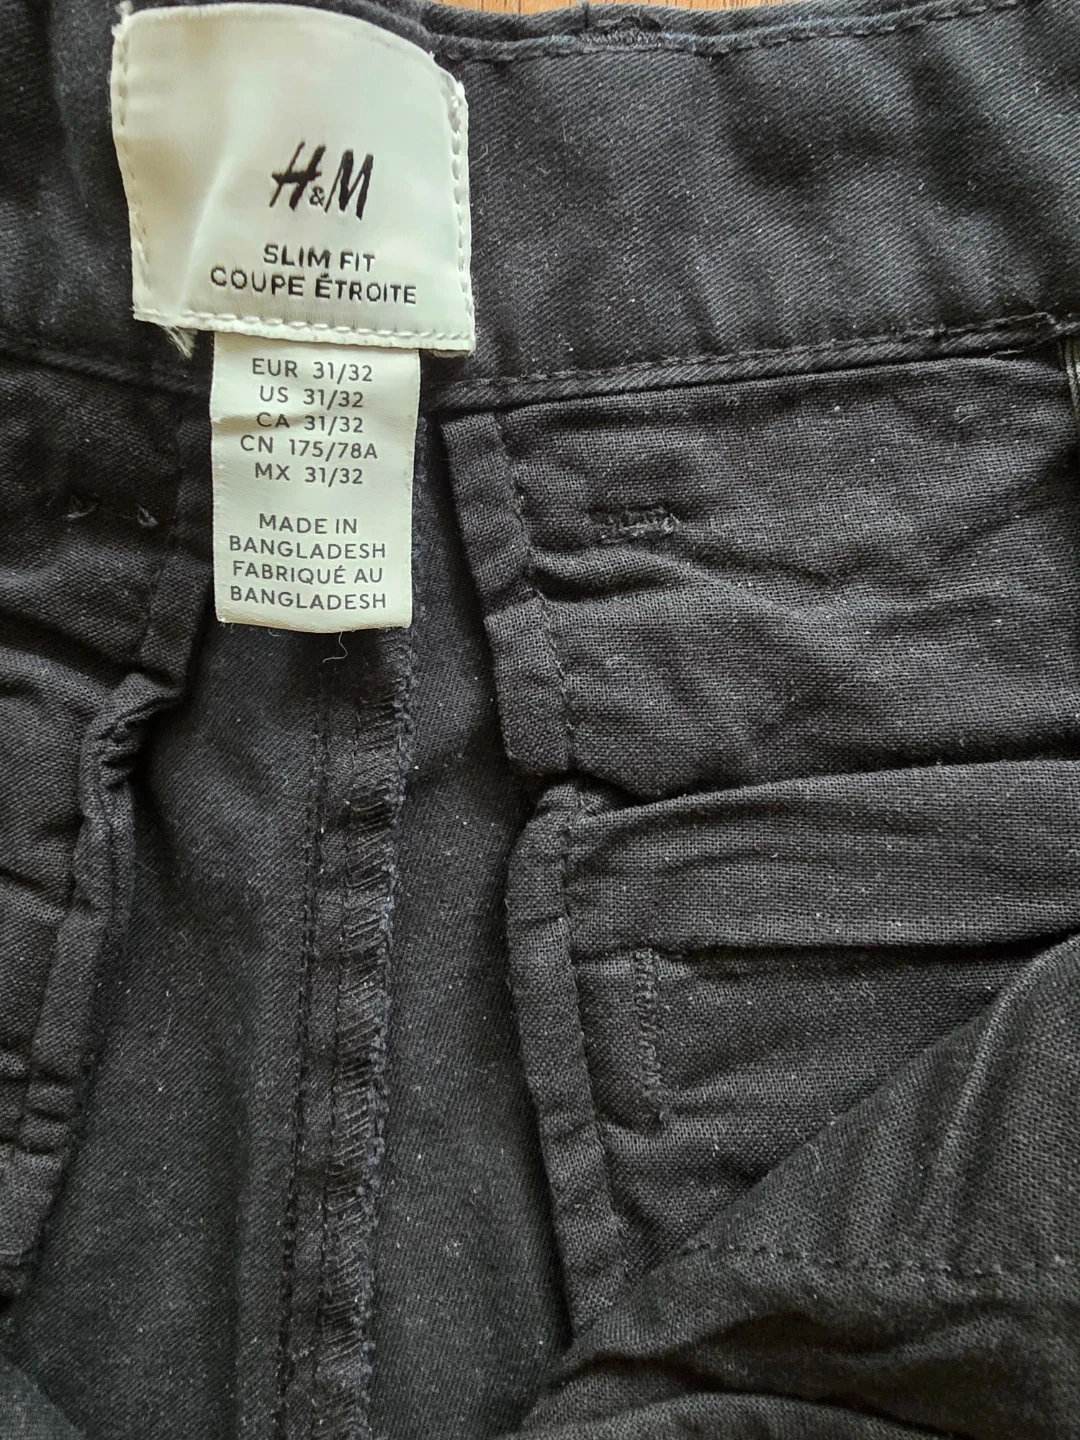 H&M
SLIM FIT
COUPE ÉTROITE
EUR 31/32
US 31/32
CA 31/32
CN 175/78A
MX 31/32
MADE IN
BANGLADESH
FABRIQUÉ AU
BANGLADESH